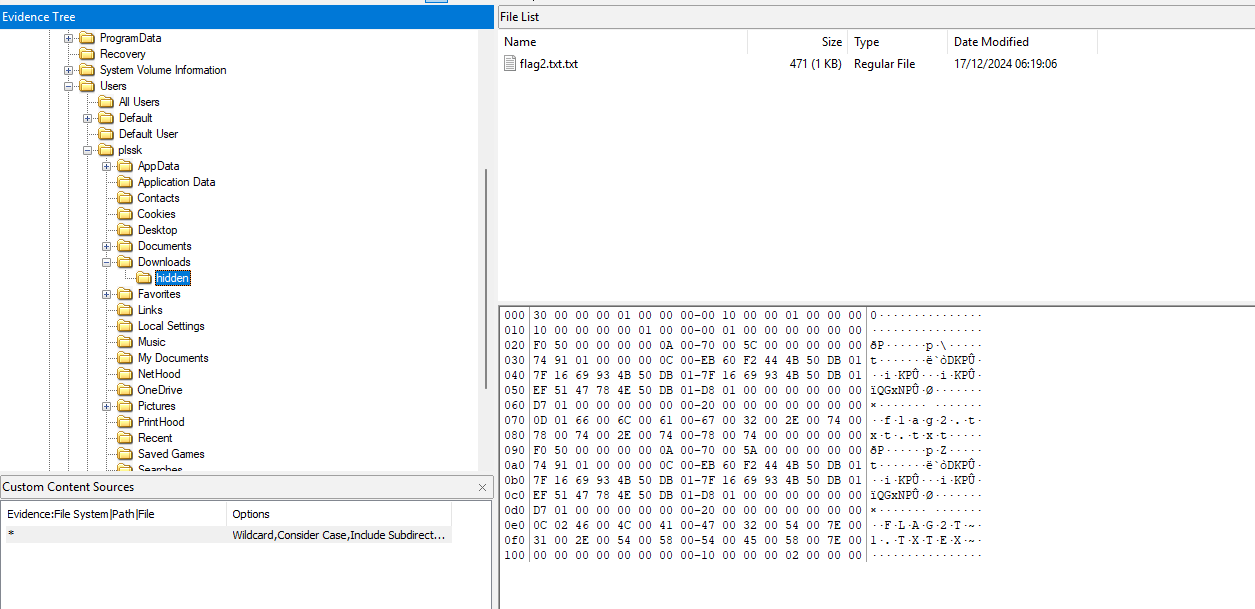 Evidence Tree
ProgramData
Recovery
System Volume Information
Users
All Users
Default
Default User
plssk
AppData
Application Data
Contacts
Cookies
Desktop
Documents
Downloads
hidden
Favorites
Links
Local Settings
Music
My Documents
NetHood
OneDrive
Pictures
PrintHood
Recent
Saved Games
Searches
Custom Content Sources
Evidence:File System|Path|File Options
* Wildcard,Consider Case,Include Subdirect...
File List
Name Size Type Date Modified
flag2.txt.txt 471 (1 KB) Regular File 17/12/2024 06:19:06
000 30 00 00 00 01 00 00 00-00 10 00 00 01 00 00 00 0···············
010 10 00 00 00 00 01 00 00-00 01 00 00 00 00 00 00 ················
020 F0 50 00 00 00 00 0A 00-70 00 5C 00 00 00 00 00 ðP······p·\·····
030 74 91 01 00 00 00 0C 00-EB 60 F2 44 4B 50 DB 01 t·······ë`òDKPÛ·
040 7F 16 69 93 4B 50 DB 01-7F 16 69 93 4B 50 DB 01 ··i·KPÛ···i·KPÛ·
050 EF 51 47 78 4E 50 DB 01-D8 01 00 00 00 00 00 00 ïQGxNPÛ·Ø·······
060 D7 01 00 00 00 00 00 00-20 00 00 00 00 00 00 00 ×······· ·······
070 0D 01 66 00 6C 00 61 00-67 00 32 00 2E 00 74 00 ··f·l·a·g·2·.·t·
080 78 00 74 00 2E 00 74 00-78 00 74 00 00 00 00 00 x·t·.·t·x·t·····
090 F0 50 00 00 00 00 0A 00-70 00 5A 00 00 00 00 00 ðP······p·Z·····
0a0 74 91 01 00 00 00 0C 00-EB 60 F2 44 4B 50 DB 01 t·······ë`òDKPÛ·
0b0 7F 16 69 93 4B 50 DB 01-7F 16 69 93 4B 50 DB 01 ··i·KPÛ···i·KPÛ·
0c0 EF 51 47 78 4E 50 DB 01-D8 01 00 00 00 00 00 00 ïQGxNPÛ·Ø·······
0d0 D7 01 00 00 00 00 00 00-20 00 00 00 00 00 00 00 ×······· ·······
0e0 0C 02 46 00 4C 00 41 00-47 00 32 00 54 00 7E 00 ··F·L·A·G·2·T·~·
0f0 31 00 2E 00 54 00 58 00-54 00 45 00 58 00 7E 00 1·.·T·X·T·E·X·~·
100 00 00 00 00 00 00 00 00-10 00 00 00 02 00 00 00 ················